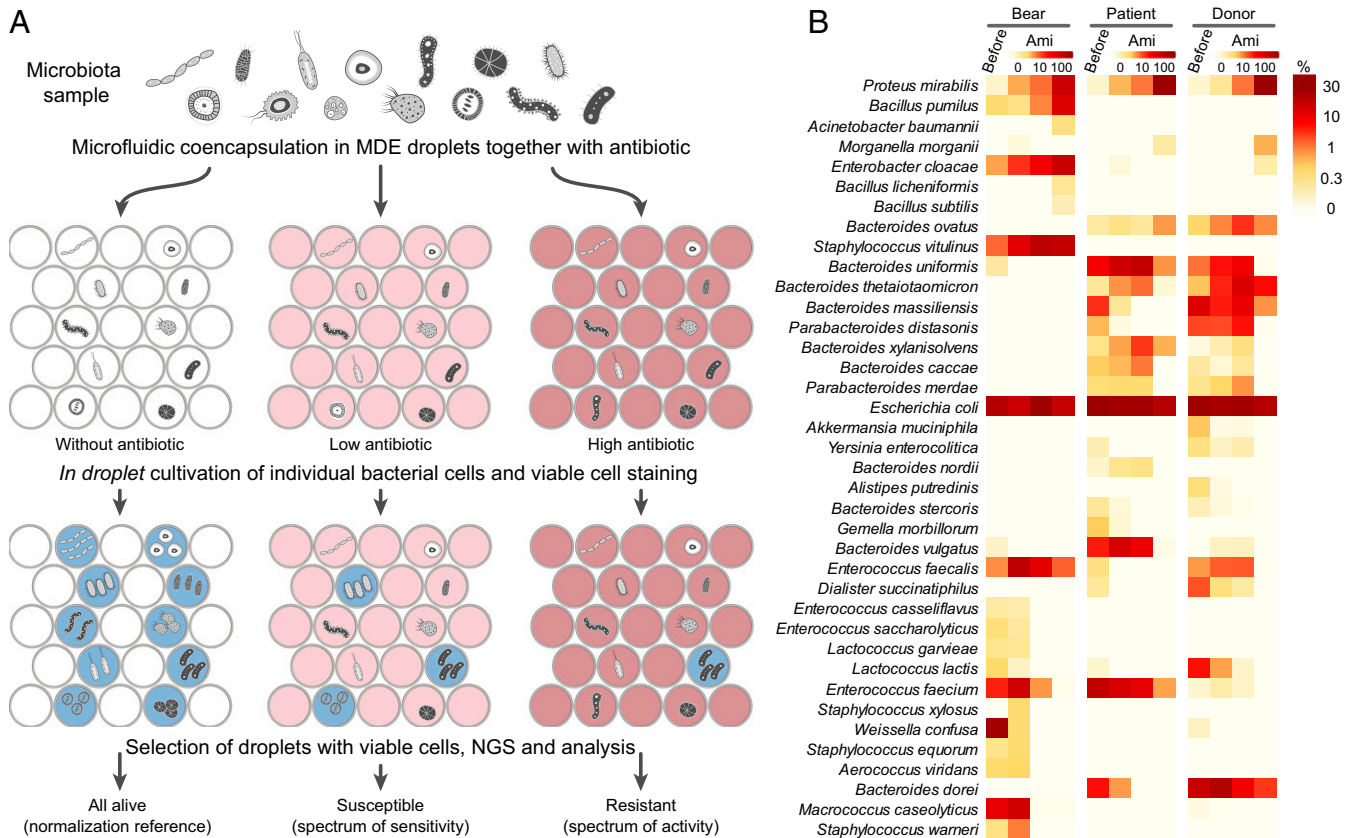 A
Microbiota
sample
Microfluidic coencapsulation in MDE droplets together with antibiotic
Without antibiotic
Low antibiotic
High antibiotic
In droplet cultivation of individual bacterial cells and viable cell staining
Selection of droplets with viable cells, NGS and analysis
All alive
(normalization reference)
Susceptible
(spectrum of sensitivity)
Resistant
(spectrum of activity)
B
Bear
Patient
Donor
Before
Ami
0 10 100
Before
Ami
0 10 100
Before
Ami
0 10 100
%
30
10
1
0.3
0
Proteus mirabilis
Bacillus pumilus
Acinetobacter baumannii
Morganella morganii
Enterobacter cloacae
Bacillus licheniformis
Bacillus subtilis
Bacteroides ovatus
Staphylococcus vitulinus
Bacteroides uniformis
Bacteroides thetaiotaomicron
Bacteroides massiliensis
Parabacteroides distasonis
Bacteroides xylanisolvens
Bacteroides caccae
Parabacteroides merdae
Escherichia coli
Akkermansia muciniphila
Yersinia enterocolitica
Bacteroides nordii
Alistipes putredinis
Bacteroides stercoris
Gemella morbillorum
Bacteroides vulgatus
Enterococcus faecalis
Dialister succinatiphilus
Enterococcus casseliflavus
Enterococcus saccharolyticus
Lactococcus garvieae
Lactococcus lactis
Enterococcus faecium
Staphylococcus xylosus
Weissella confusa
Staphylococcus equorum
Aerococcus viridans
Bacteroides dorei
Macrococcus caseolyticus
Staphylococcus warneri